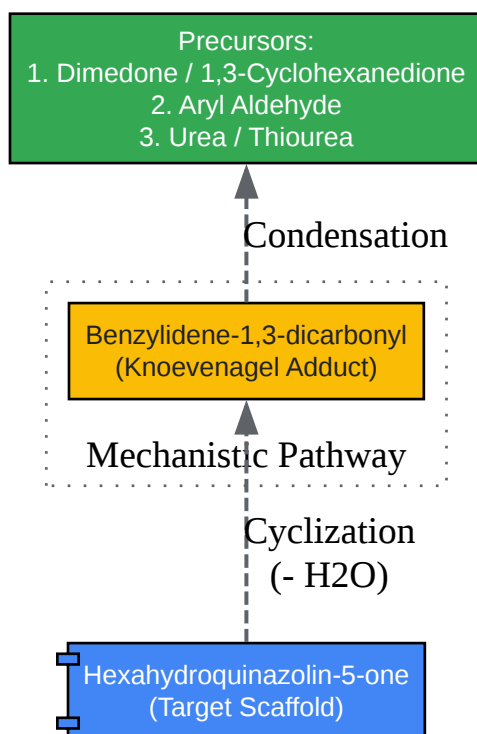 Precursors:
1. Dimedone / 1,3-Cyclohexanedione
2. Aryl Aldehyde
3. Urea / Thiourea
Condensation
Benzylidene-1,3-dicarbonyl
(Knoevenagel Adduct)
Mechanistic Pathway
Cyclization
(- H2O)
Hexahydroquinazolin-5-one
(Target Scaffold)